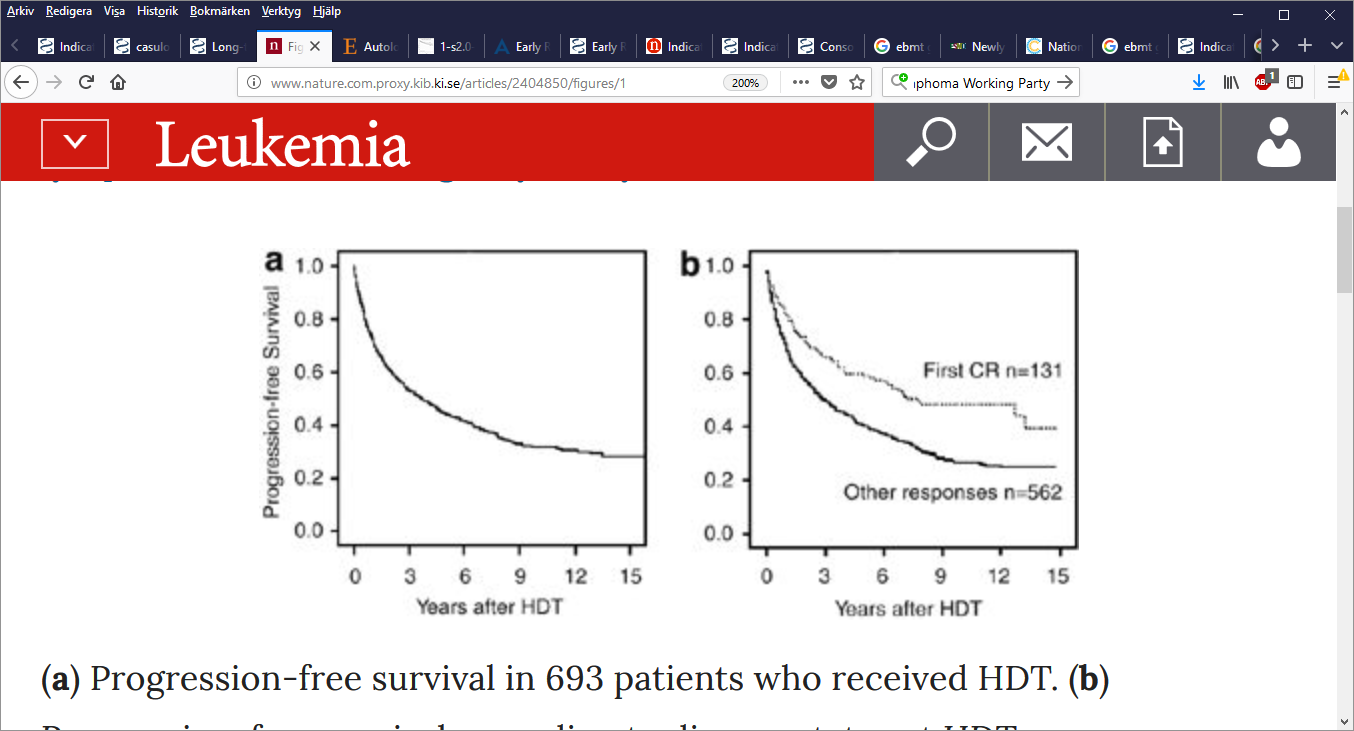 Arkiv Redigera Visa Historik Bokmärken Verktyg Hjälp
Indica casulo Long- Fig Autolo 1-s2.0- Early R Early R Indica Indica Conso ebmt Newly Nation ebmt Indica
www.nature.com.proxy.kib.ki.se/articles/2404850/figures/1 200% phoma Working Party ABP 1
Leukemia
a
1.0
0.8
0.6
0.4
0.2
0.0
Progression-free Survival
0 3 6 9 12 15
Years after HDT
b
1.0
0.8
0.6
0.4
0.2
0.0
First CR n=131
Other responses n=562
0 3 6 9 12 15
Years after HDT
(a) Progression-free survival in 693 patients who received HDT. (b)